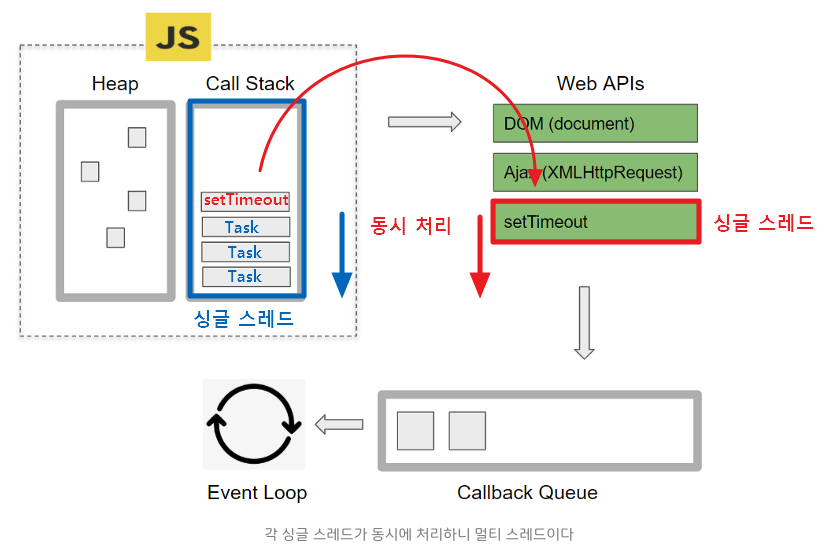 JS
Heap
Call Stack
Web APIs
DOM (document)
Ajax (XMLHttpRequest)
setTimeout
setTimeout
Task
Task
Task
동시 처리
싱글 스레드
싱글 스레드
Event Loop
Callback Queue
각 싱글 스레드가 동시에 처리하니 멀티 스레드이다